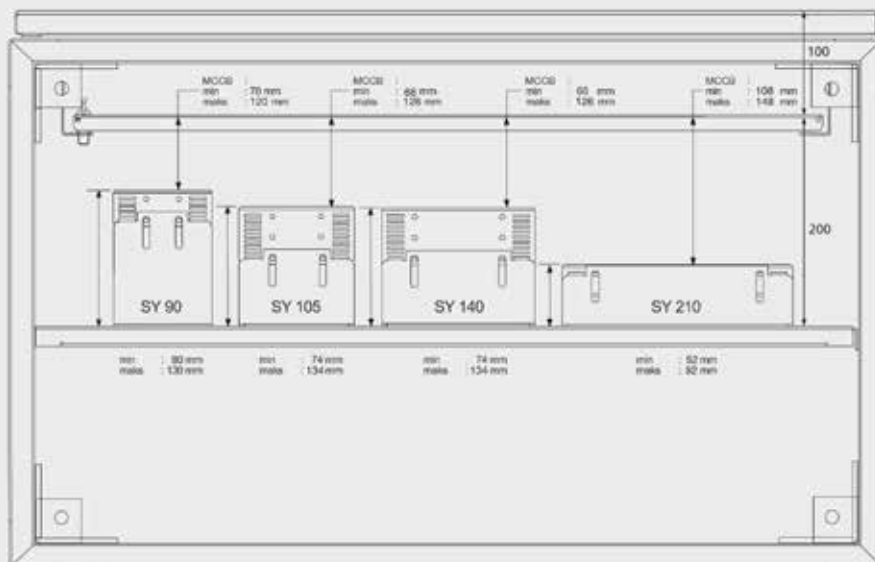 100
MCCB :
min : 70 mm
maks : 120 mm
MCCB :
min : 66 mm
maks : 126 mm
MCCB :
min : 66 mm
maks : 126 mm
MCCB :
min : 108 mm
maks : 148 mm
200
SY 90
SY 105
SY 140
SY 210
min : 80 mm
maks : 130 mm
min : 74 mm
maks : 134 mm
min : 74 mm
maks : 134 mm
min : 52 mm
maks : 92 mm